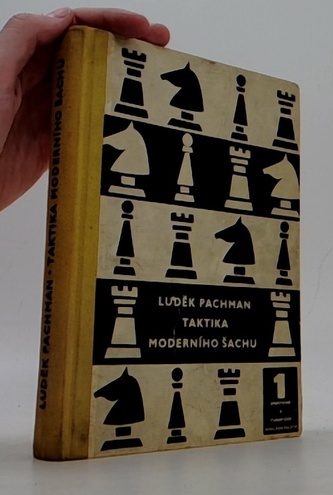 LUDĚK PACHMAN • TAKTIKA MODERNÍHO ŠACHU
LUDĚK PACHMAN
TAKTIKA
MODERNÍHO ŠACHU
1